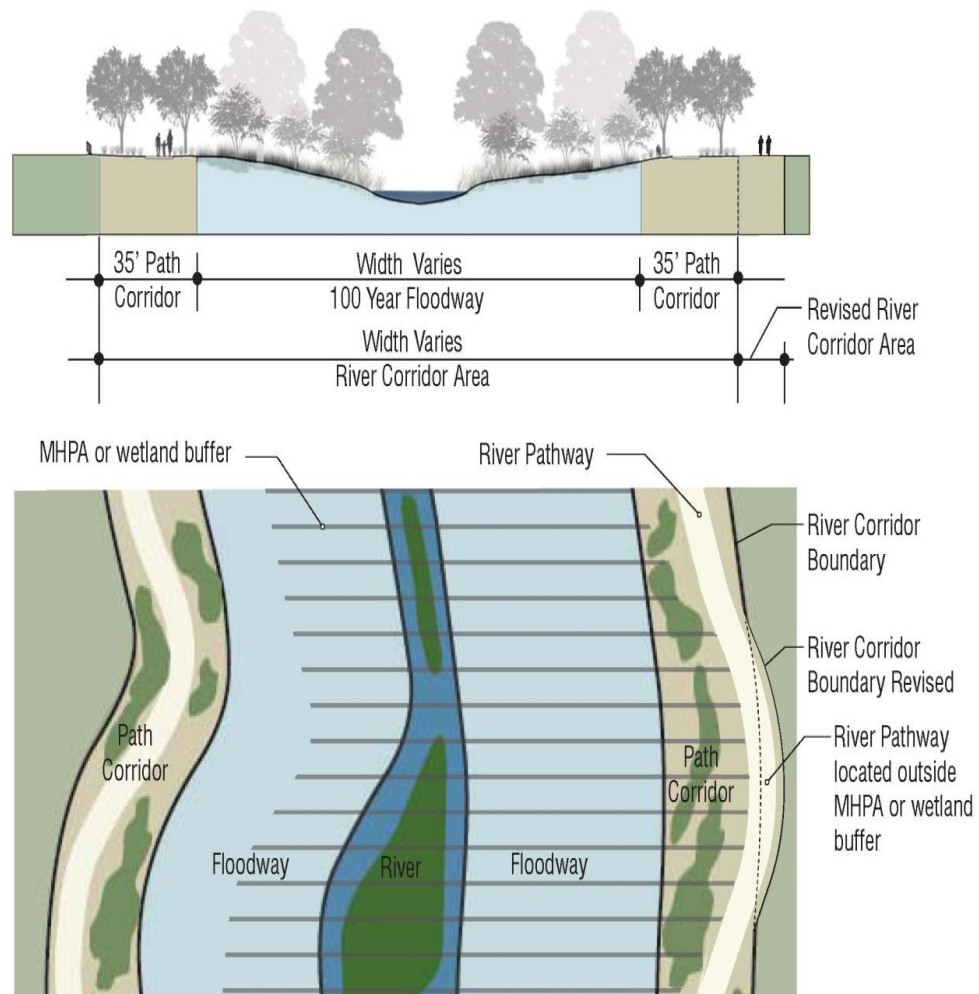 35' Path
Corridor
Width Varies
100 Year Floodway
35' Path
Corridor
Revised River
Corridor Area
Width Varies
River Corridor Area
MHPA or wetland buffer
River Pathway
River Corridor
Boundary
River Corridor
Boundary Revised
River Pathway
located outside
MHPA or wetland
buffer
Path
Corridor
Path
Corridor
Floodway
River
Floodway